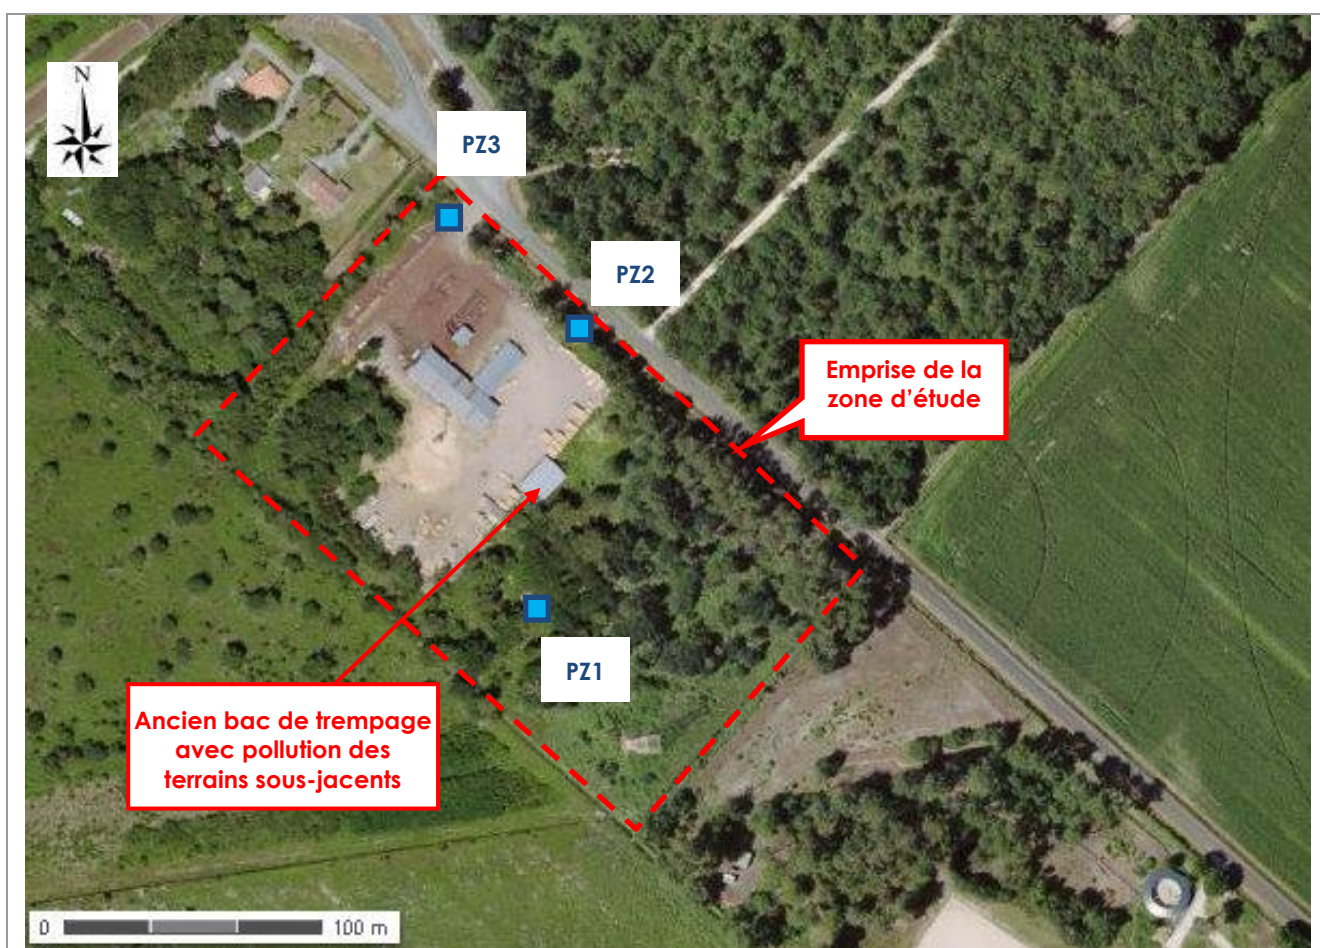 N
PZ3
PZ2
Emprise de la
zone d’étude
PZ1
Ancien bac de trempage
avec pollution des
terrains sous-jacents
0 100 m